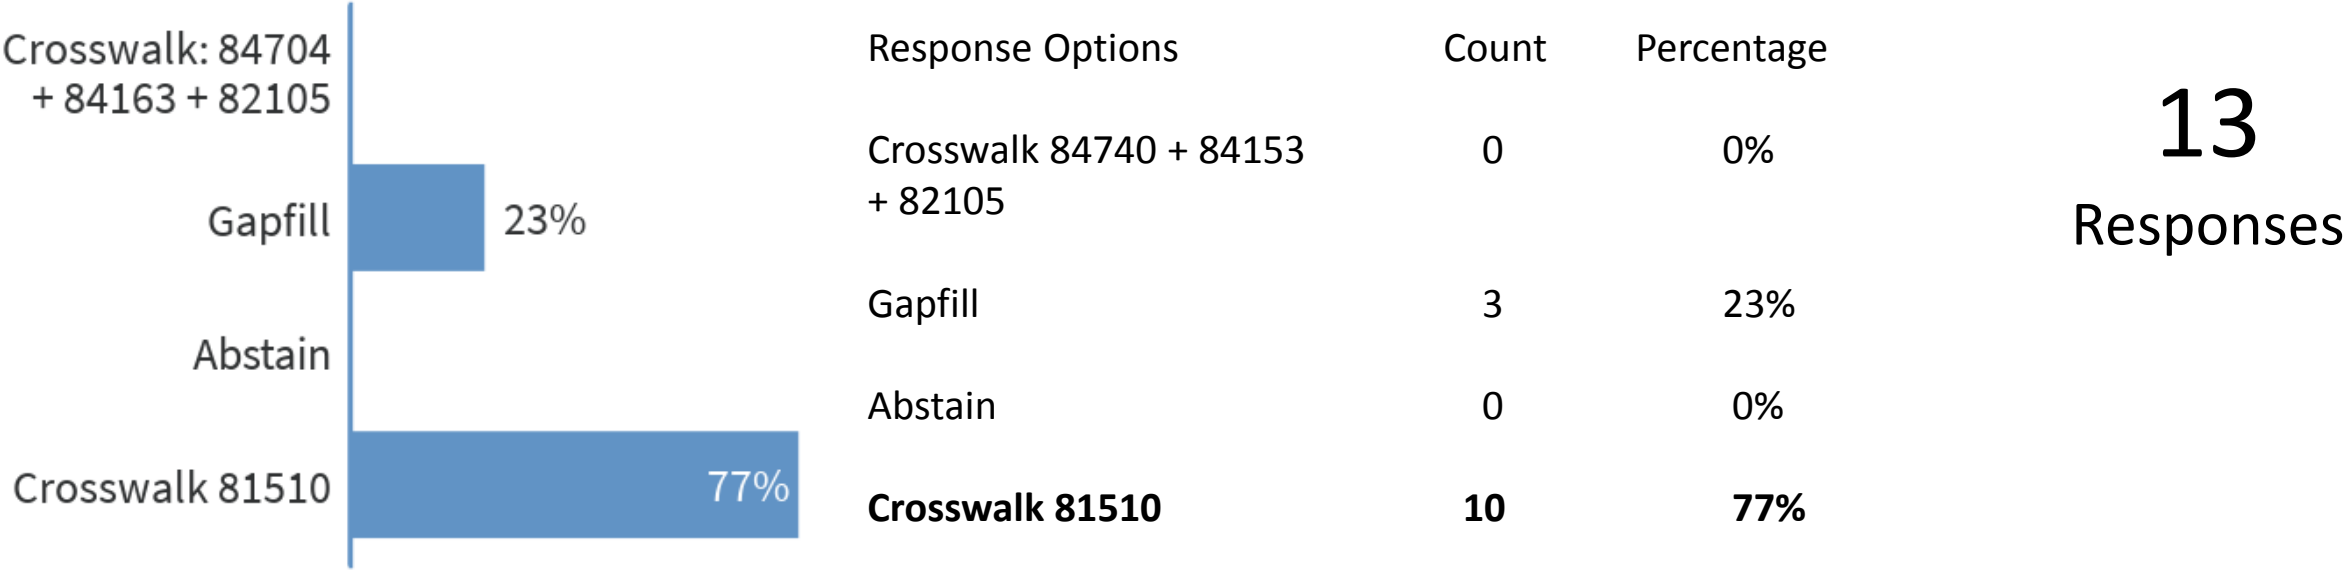 Crosswalk: 84704
+ 84163 + 82105
Gapfill
23%
Abstain
Crosswalk 81510
77%
Response Options Count Percentage
Crosswalk 84740 + 84153 0 0%
+ 82105
Gapfill 3 23%
Abstain 0 0%
Crosswalk 81510 10 77%
13
Responses